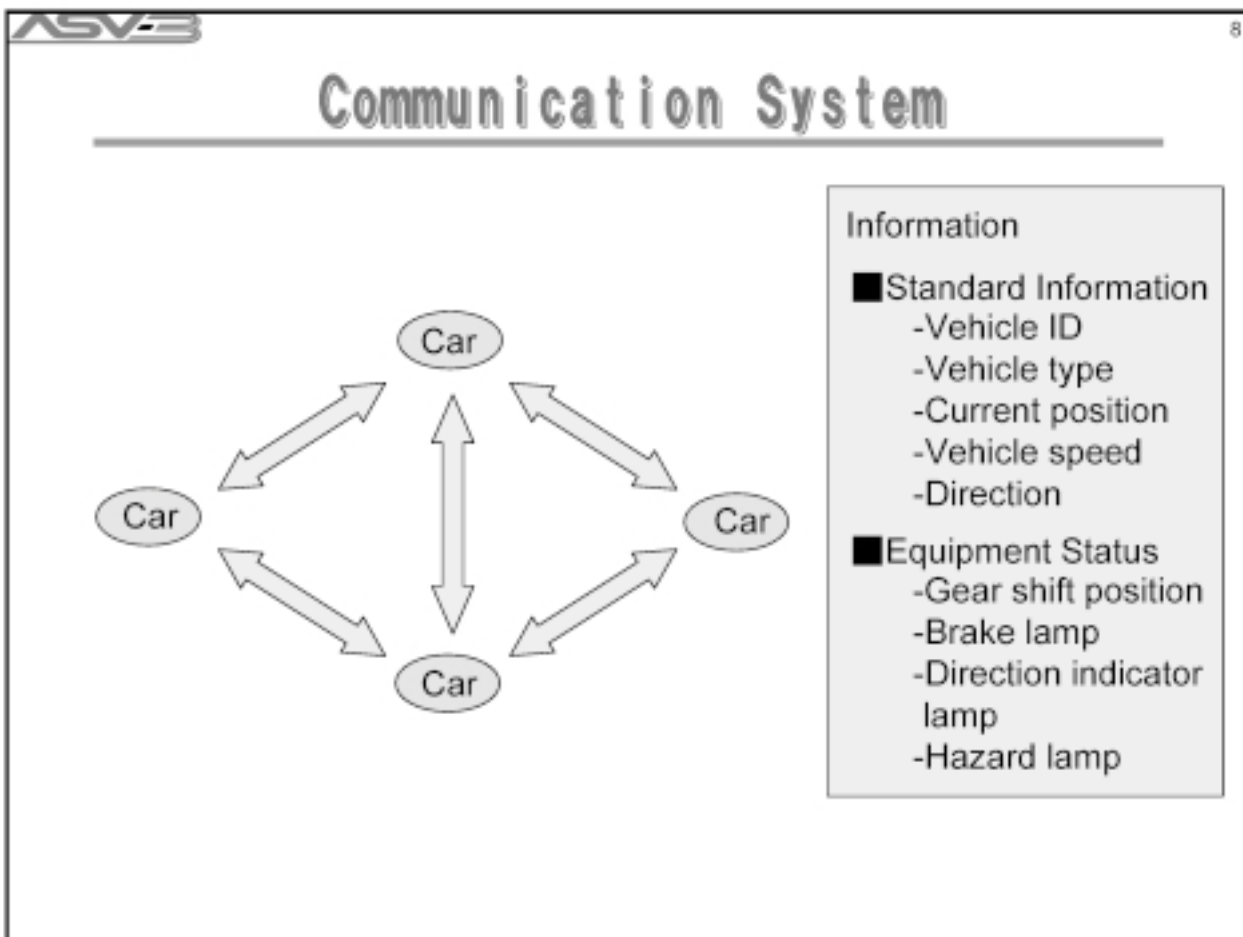 ASV-3
8
Communication System
Car
Car
Car
Car
Information
■Standard Information
-Vehicle ID
-Vehicle type
-Current position
-Vehicle speed
-Direction
■Equipment Status
-Gear shift position
-Brake lamp
-Direction indicator
lamp
-Hazard lamp